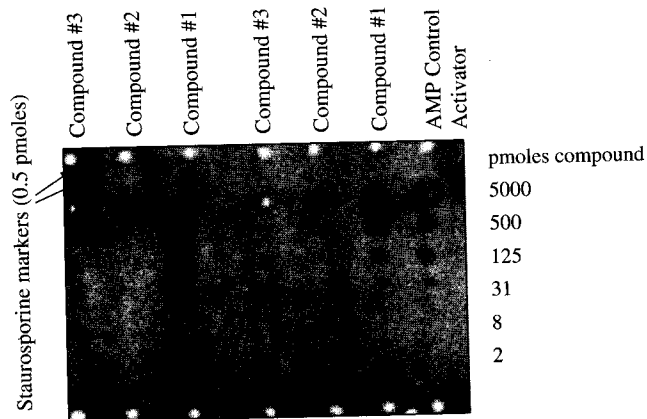 Compound #3
Compound #2
Compound #1
Compound #3
Compound #2
Compound #1
AMP Control
Activator
Staurosporine markers (0.5 pmoles)
pmoles compound
5000
500
125
31
8
2